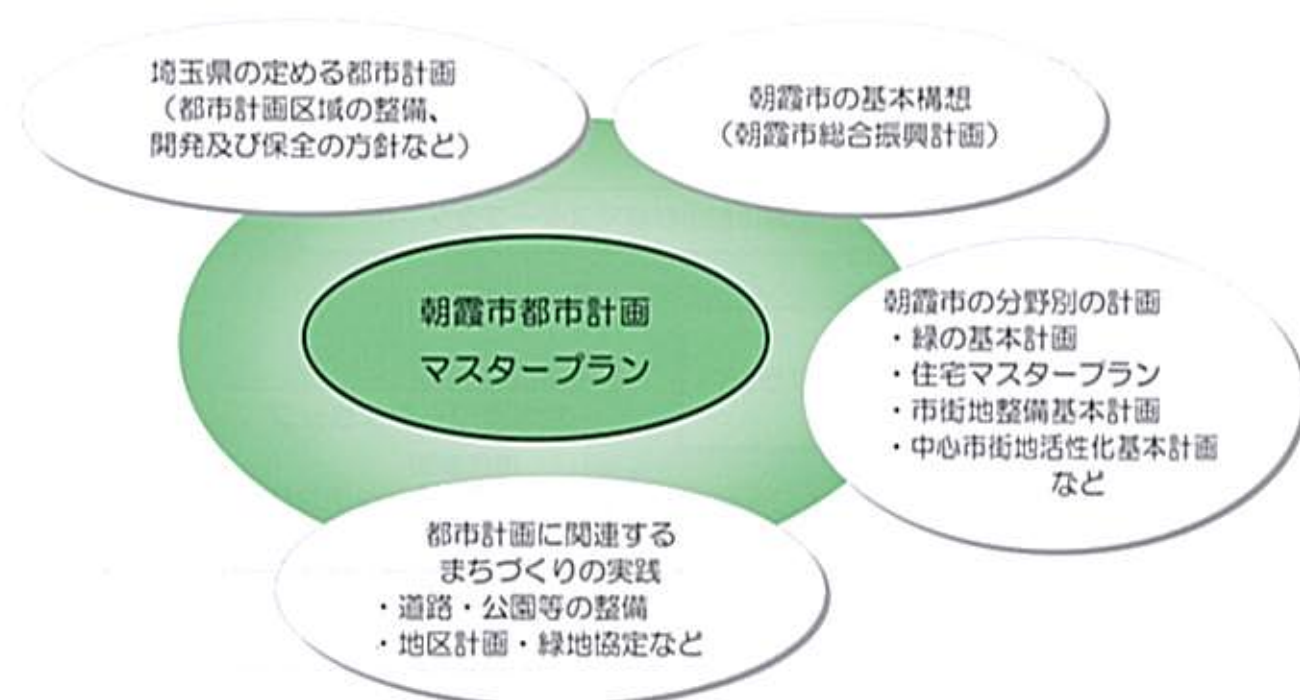 埼玉県の定める都市計画
(都市計画区域の整備、
開発及び保全の方針など)
朝霞市の基本構想
(朝霞市総合振興計画)
朝霞市都市計画
マスタープラン
朝霞市の分野別の計画
・緑の基本計画
・住宅マスタープラン
・市街地整備基本計画
・中心市街地活性化基本計画
など
都市計画に関連する
まちづくりの実践
・道路・公園等の整備
・地区計画・緑地協定など